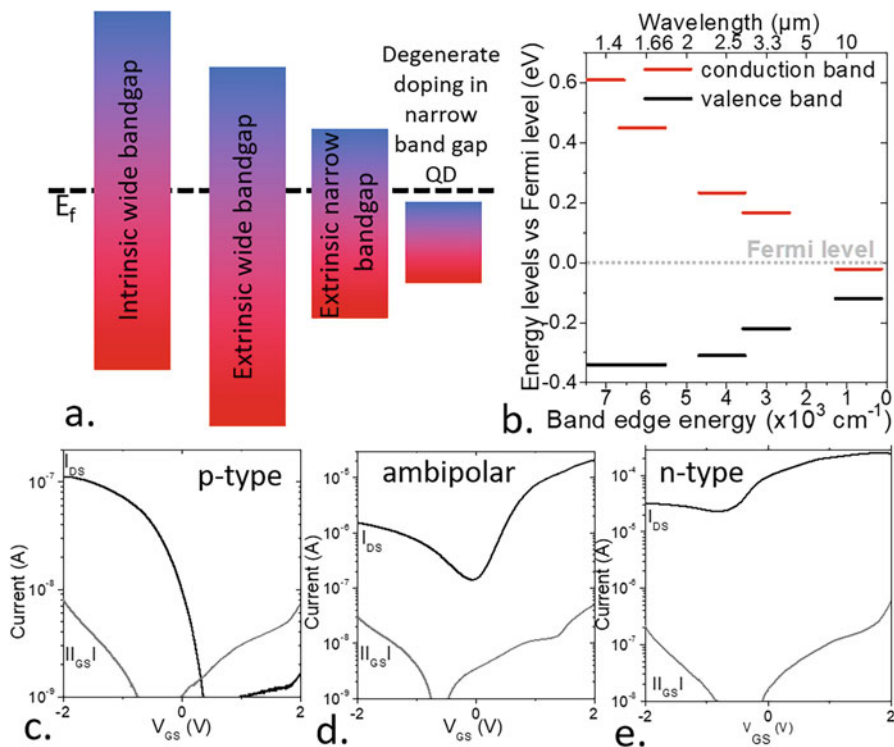 a.
E_f
Intrinsic wide bandgap
Extrinsic wide bandgap
Extrinsic narrow
bandgap
Degenerate
doping in
narrow
band gap
QD
Wavelength (µm)
1.4 1.66 2 2.5 3.3 5 10
conduction band
valence band
Fermi level
Energy levels vs Fermi level (eV)
0.6
0.4
0.2
0.0
-0.2
-0.4
7 6 5 4 3 2 1 0
b. Band edge energy (x10³ cm⁻¹)
p-type
I_DS
|I_GS|
Current (A)
10⁻⁷
10⁻⁸
10⁻⁹
-2 0 2
c. V_GS (V)
ambipolar
I_DS
|I_GS|
Current (A)
10⁻⁵
10⁻⁶
10⁻⁷
10⁻⁸
10⁻⁹
-2 0 2
d. V_GS (V)
n-type
I_DS
|I_GS|
Current (A)
10⁻⁴
10⁻⁵
10⁻⁶
10⁻⁷
10⁻⁸
-2 0 2
e. V_GS (V)